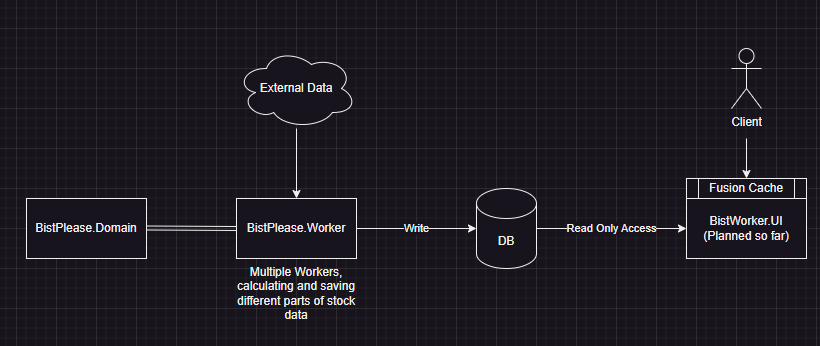 External Data
Client
Fusion Cache
BistPlease.Domain
BistPlease.Worker
Write
DB
Read Only Access
BistWorker.UI
(Planned so far)
Multiple Workers,
calculating and saving
different parts of stock
data